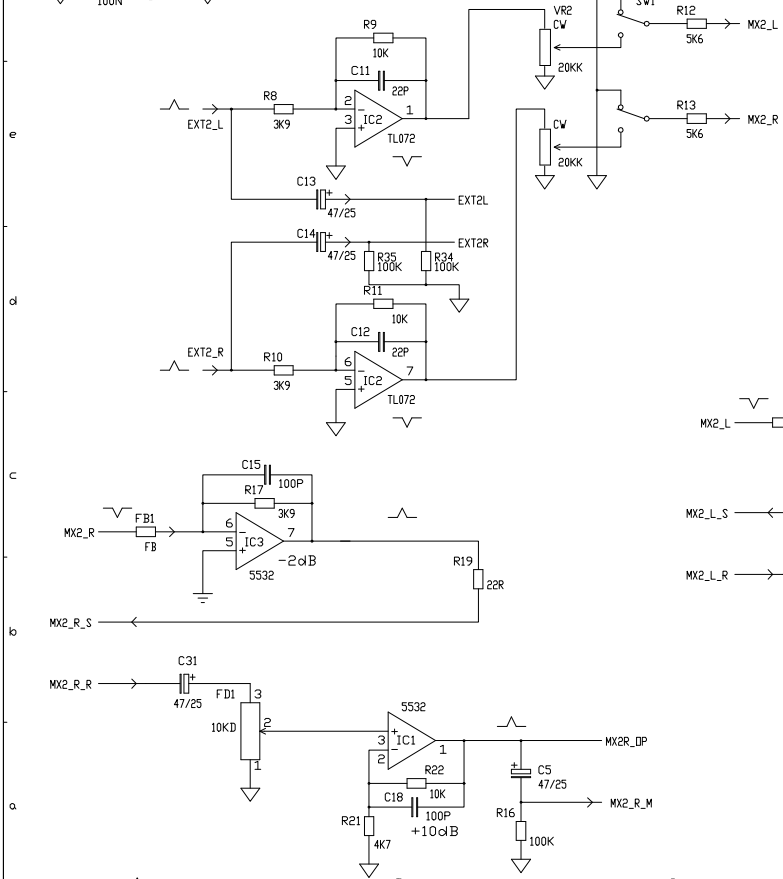 100N
SW1
R9
VR2
R12
CW
MX2_L
10K
5K6
C11
22P
20KK
R8
2
1
3
IC2
3K9
EXT2_L
TL072
R13
CW
MX2_R
5K6
20KK
e
C13
47/25
EXT2L
C14
47/25
EXT2R
R35
100K
R34
100K
d
R11
10K
C12
22P
EXT2_R
R10
3K9
6
7
5
IC2
TL072
MX2_L
c
C15
100P
R17
3K9
FB1
MX2_R
FB
6
7
5
IC3
-2dB
5532
MX2_L_S
R19
22R
MX2_L_R
MX2_R_S
b
C31
MX2_R_R
47/25
FD1
3
10KD
2
1
5532
3
IC1
1
2
MX2R_OP
R22
10K
C18
100P
+10dB
C5
47/25
MX2_R_M
R16
100K
R21
4K7
a